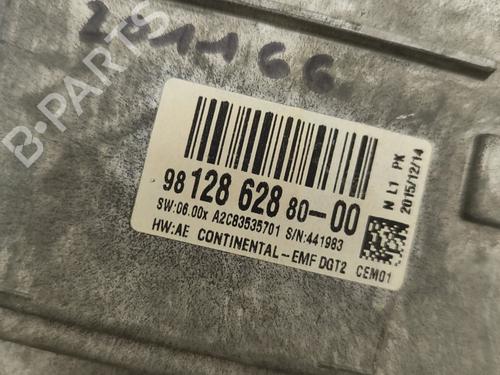 B-PARTS
98 128 628 80-00
SW:06.00x A2C83535701 S/N:441983
HW:AE CONTINENTAL-EMF DGT2 CEM01
N L1 PK
2015/12/14